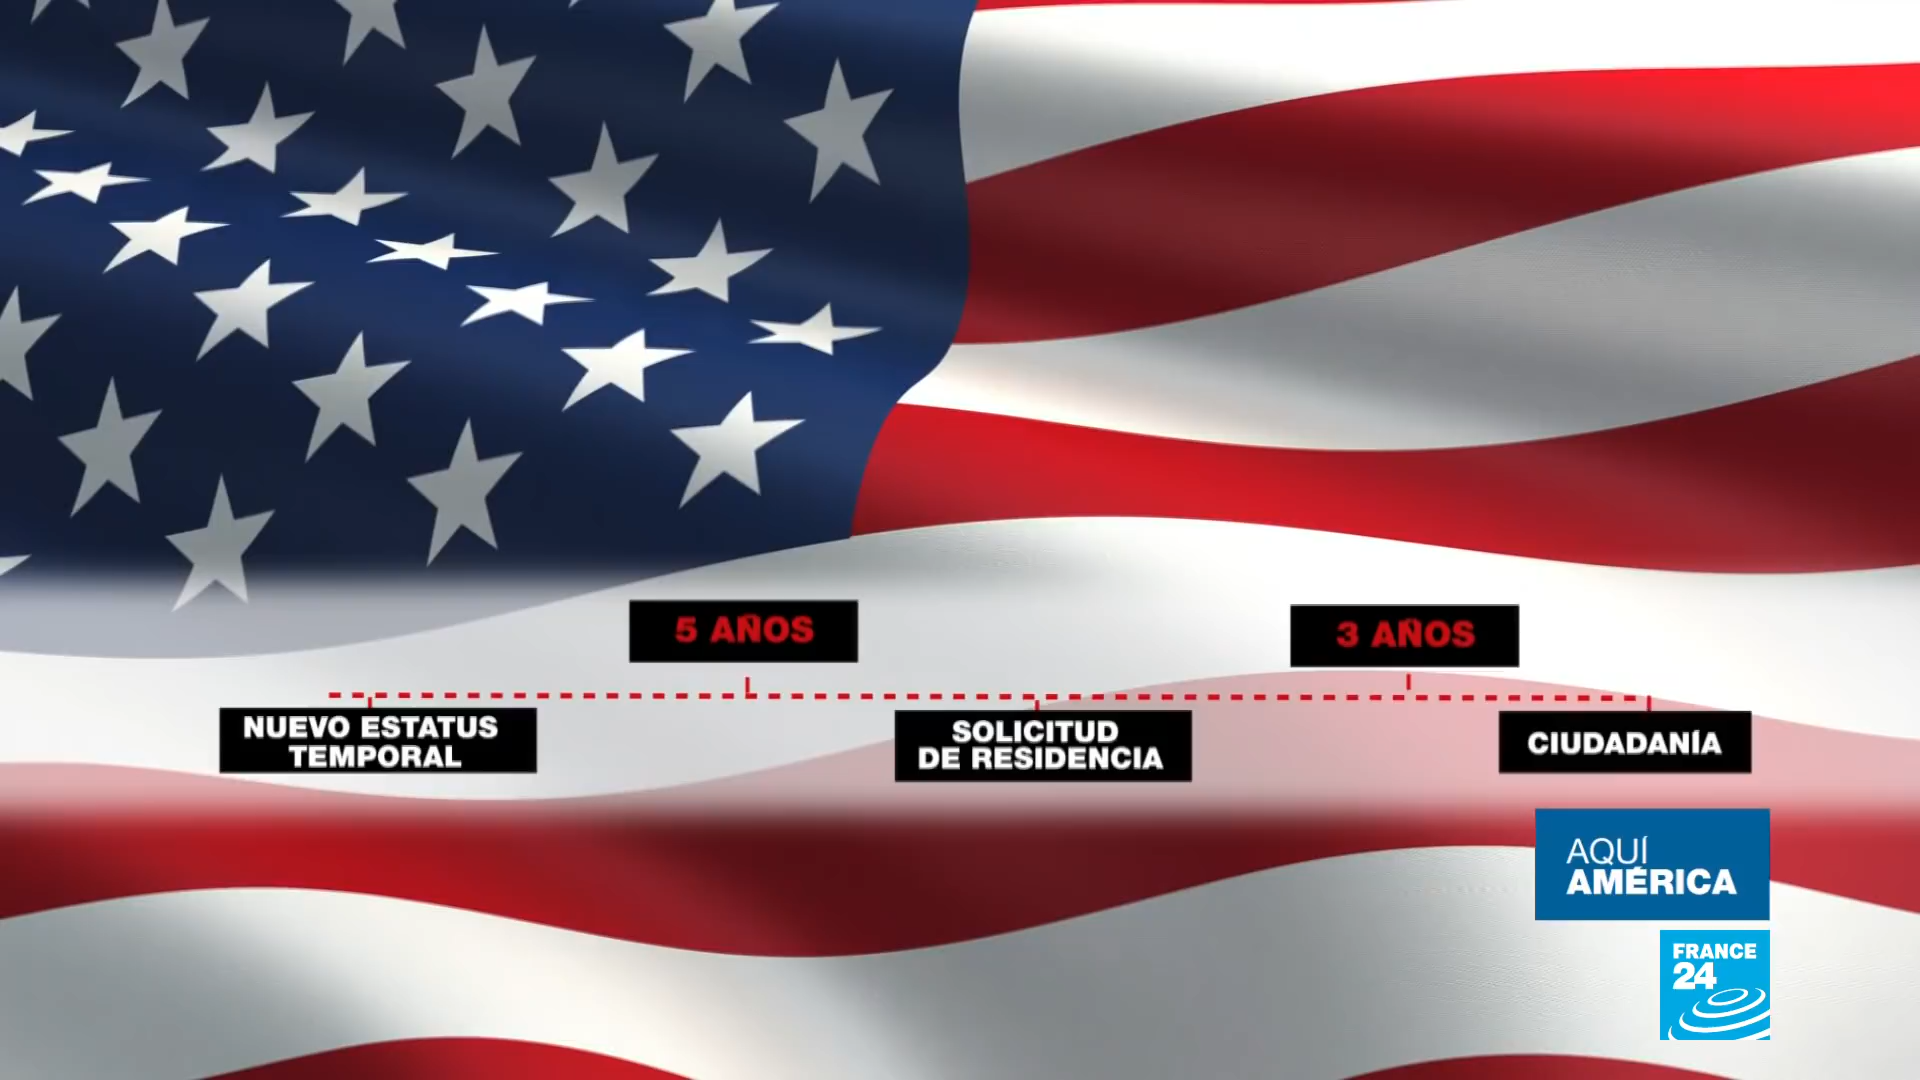 5 AÑOS
3 AÑOS
NUEVO ESTATUS
TEMPORAL
SOLICITUD
DE RESIDENCIA
CIUDADANÍA
AQUÍ
AMÉRICA
FRANCE
24